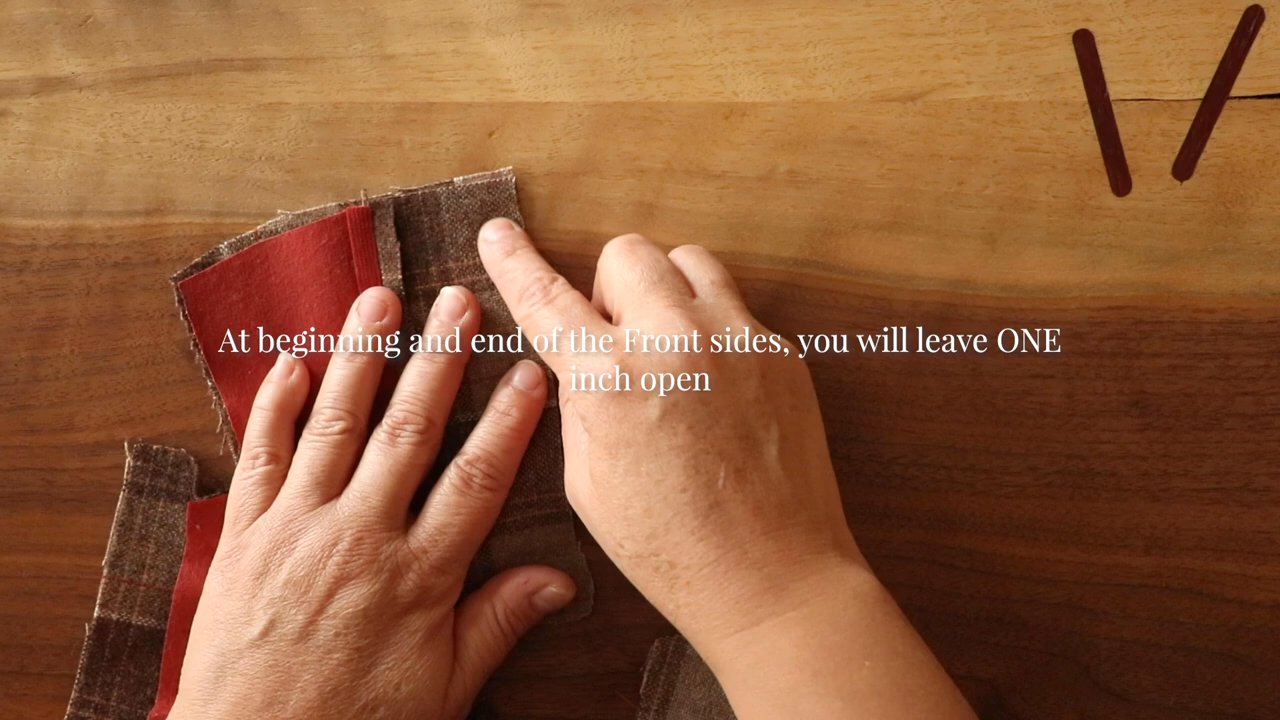 At beginning and end of the Front sides, you will leave ONE
inch open